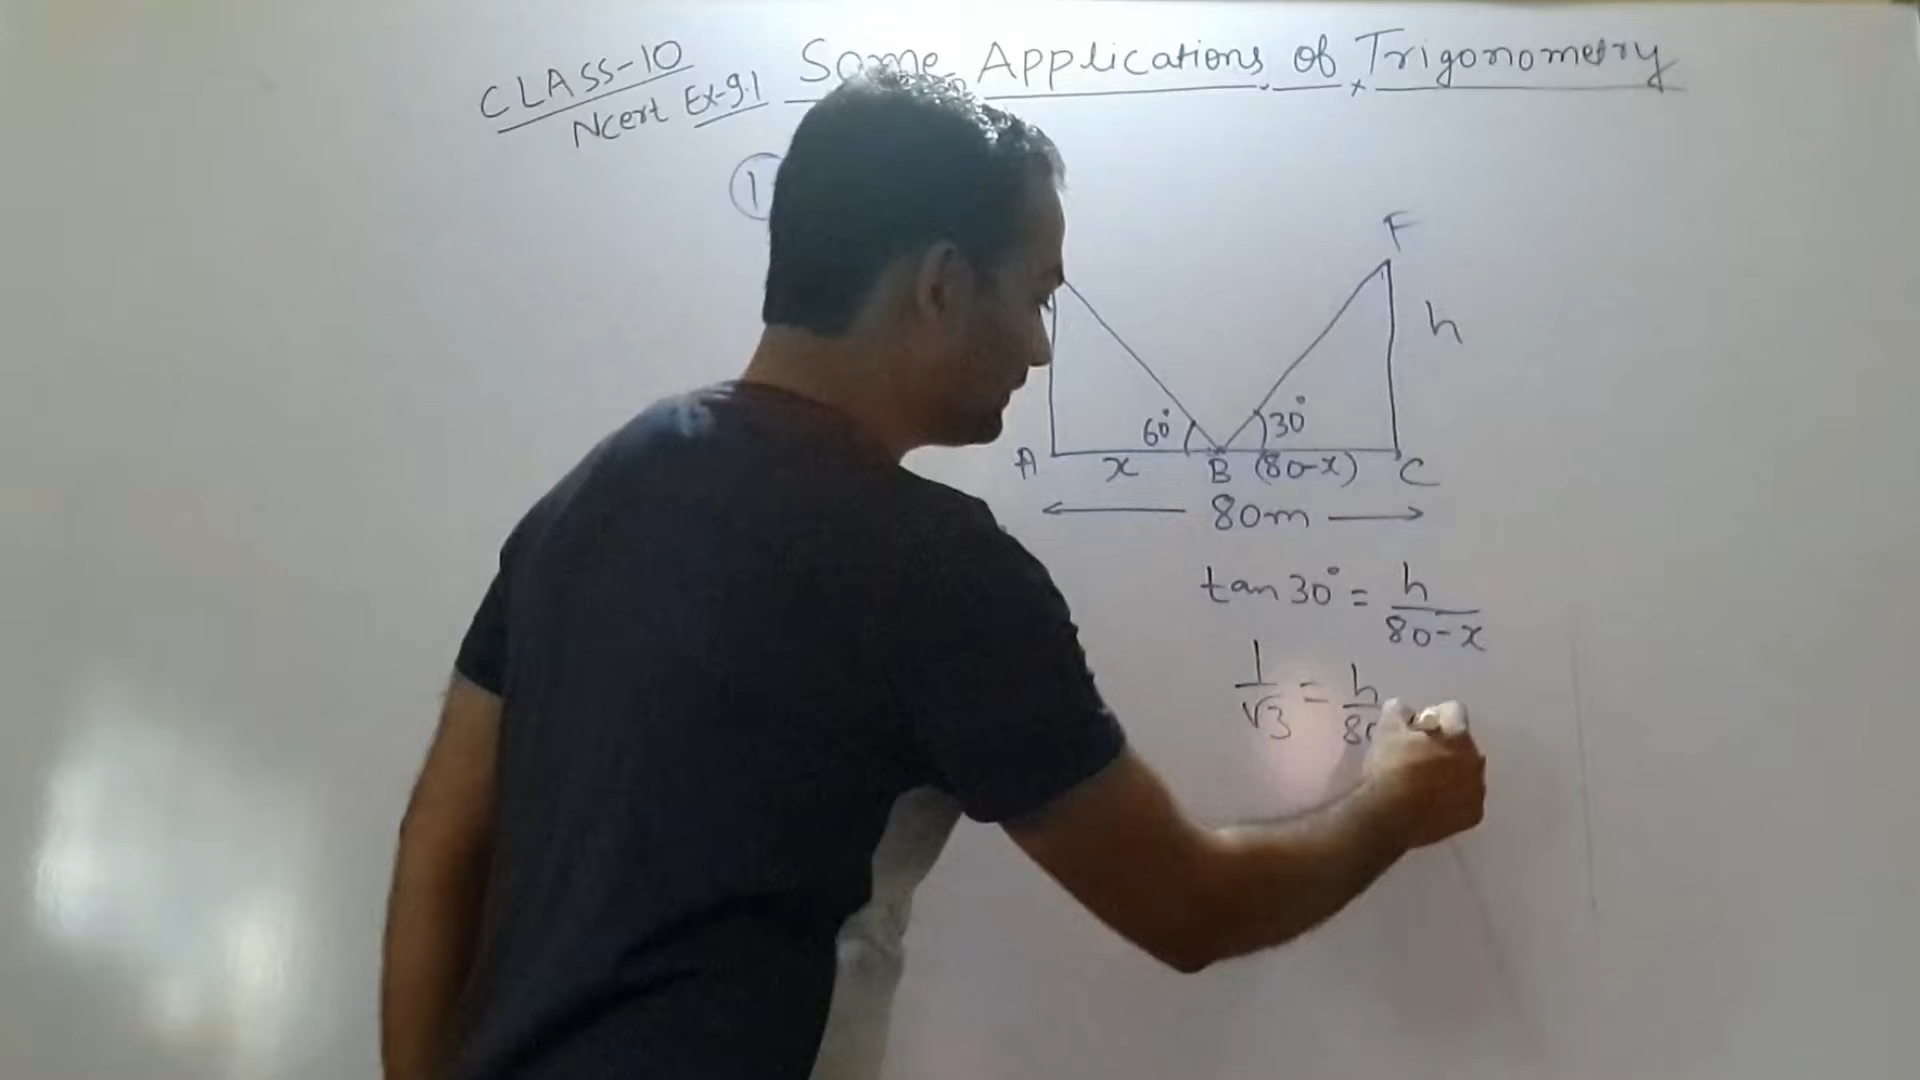 CLASS-10
Ncert Ex-9.1
Some Applications of Trigonometry
1
F
h
60° 30°
A x B (80-x) C
80m
tan 30° = h/80-x
1/√3 = h/